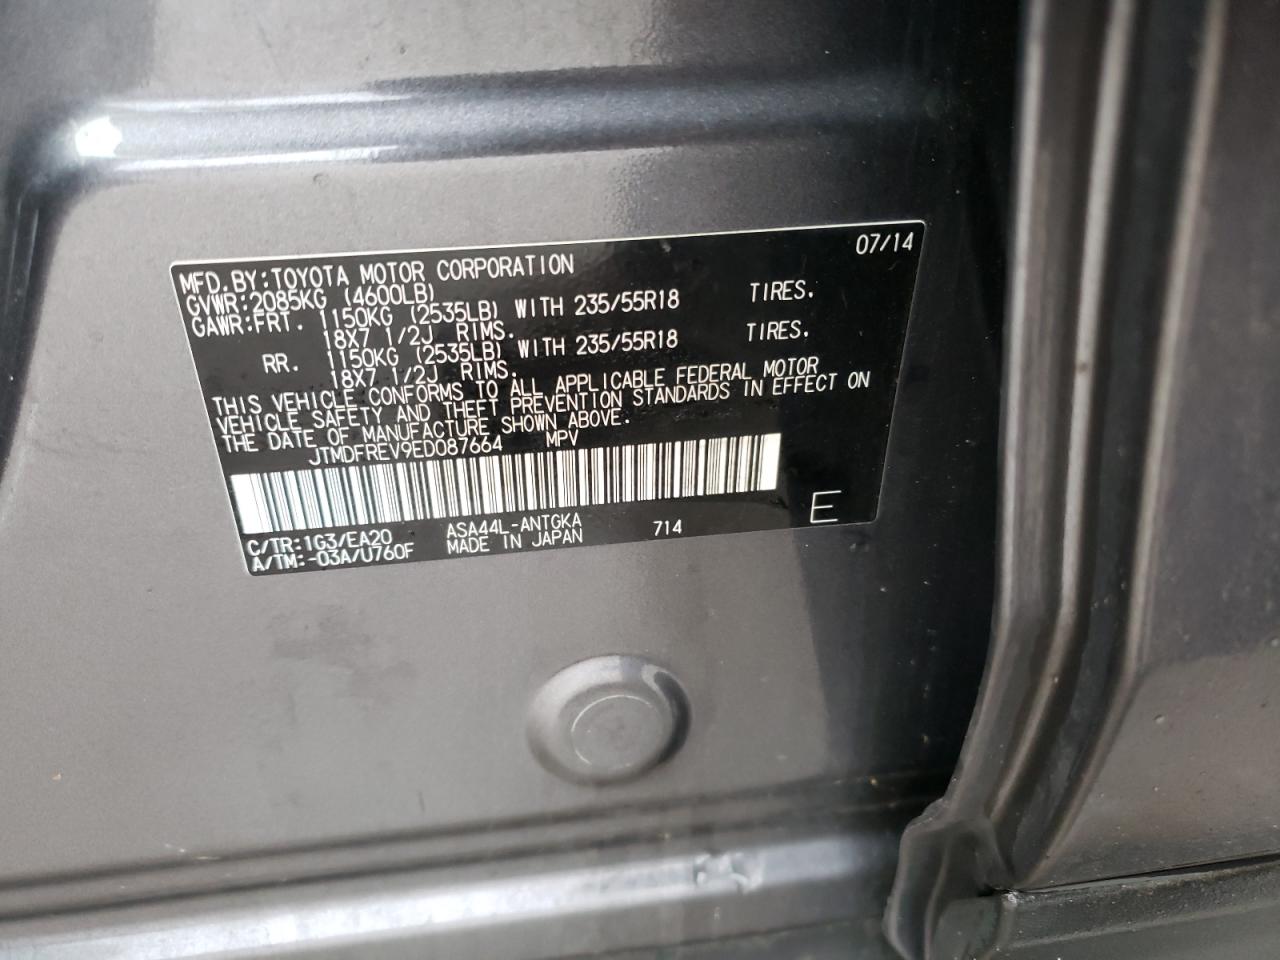 07/14
MFD.BY:TOYOTA MOTOR CORPORATION
GVWR:2085KG (4600LB)
GAWR:FRT. 1150KG (2535LB) WITH 235/55R18 TIRES.
18X7 1/2J RIMS.
RR. 1150KG (2535LB) WITH 235/55R18 TIRES.
18X7 1/2J RIMS.
THIS VEHICLE CONFORMS TO ALL APPLICABLE FEDERAL MOTOR
VEHICLE SAFETY AND THEFT PREVENTION STANDARDS IN EFFECT ON
THE DATE OF MANUFACTURE SHOWN ABOVE.
JTMDFREV9ED087664 MPV
C/TR:1G3/EA20 ASA44L-ANTGKA 714 E
A/TM:-03A/U760F MADE IN JAPAN